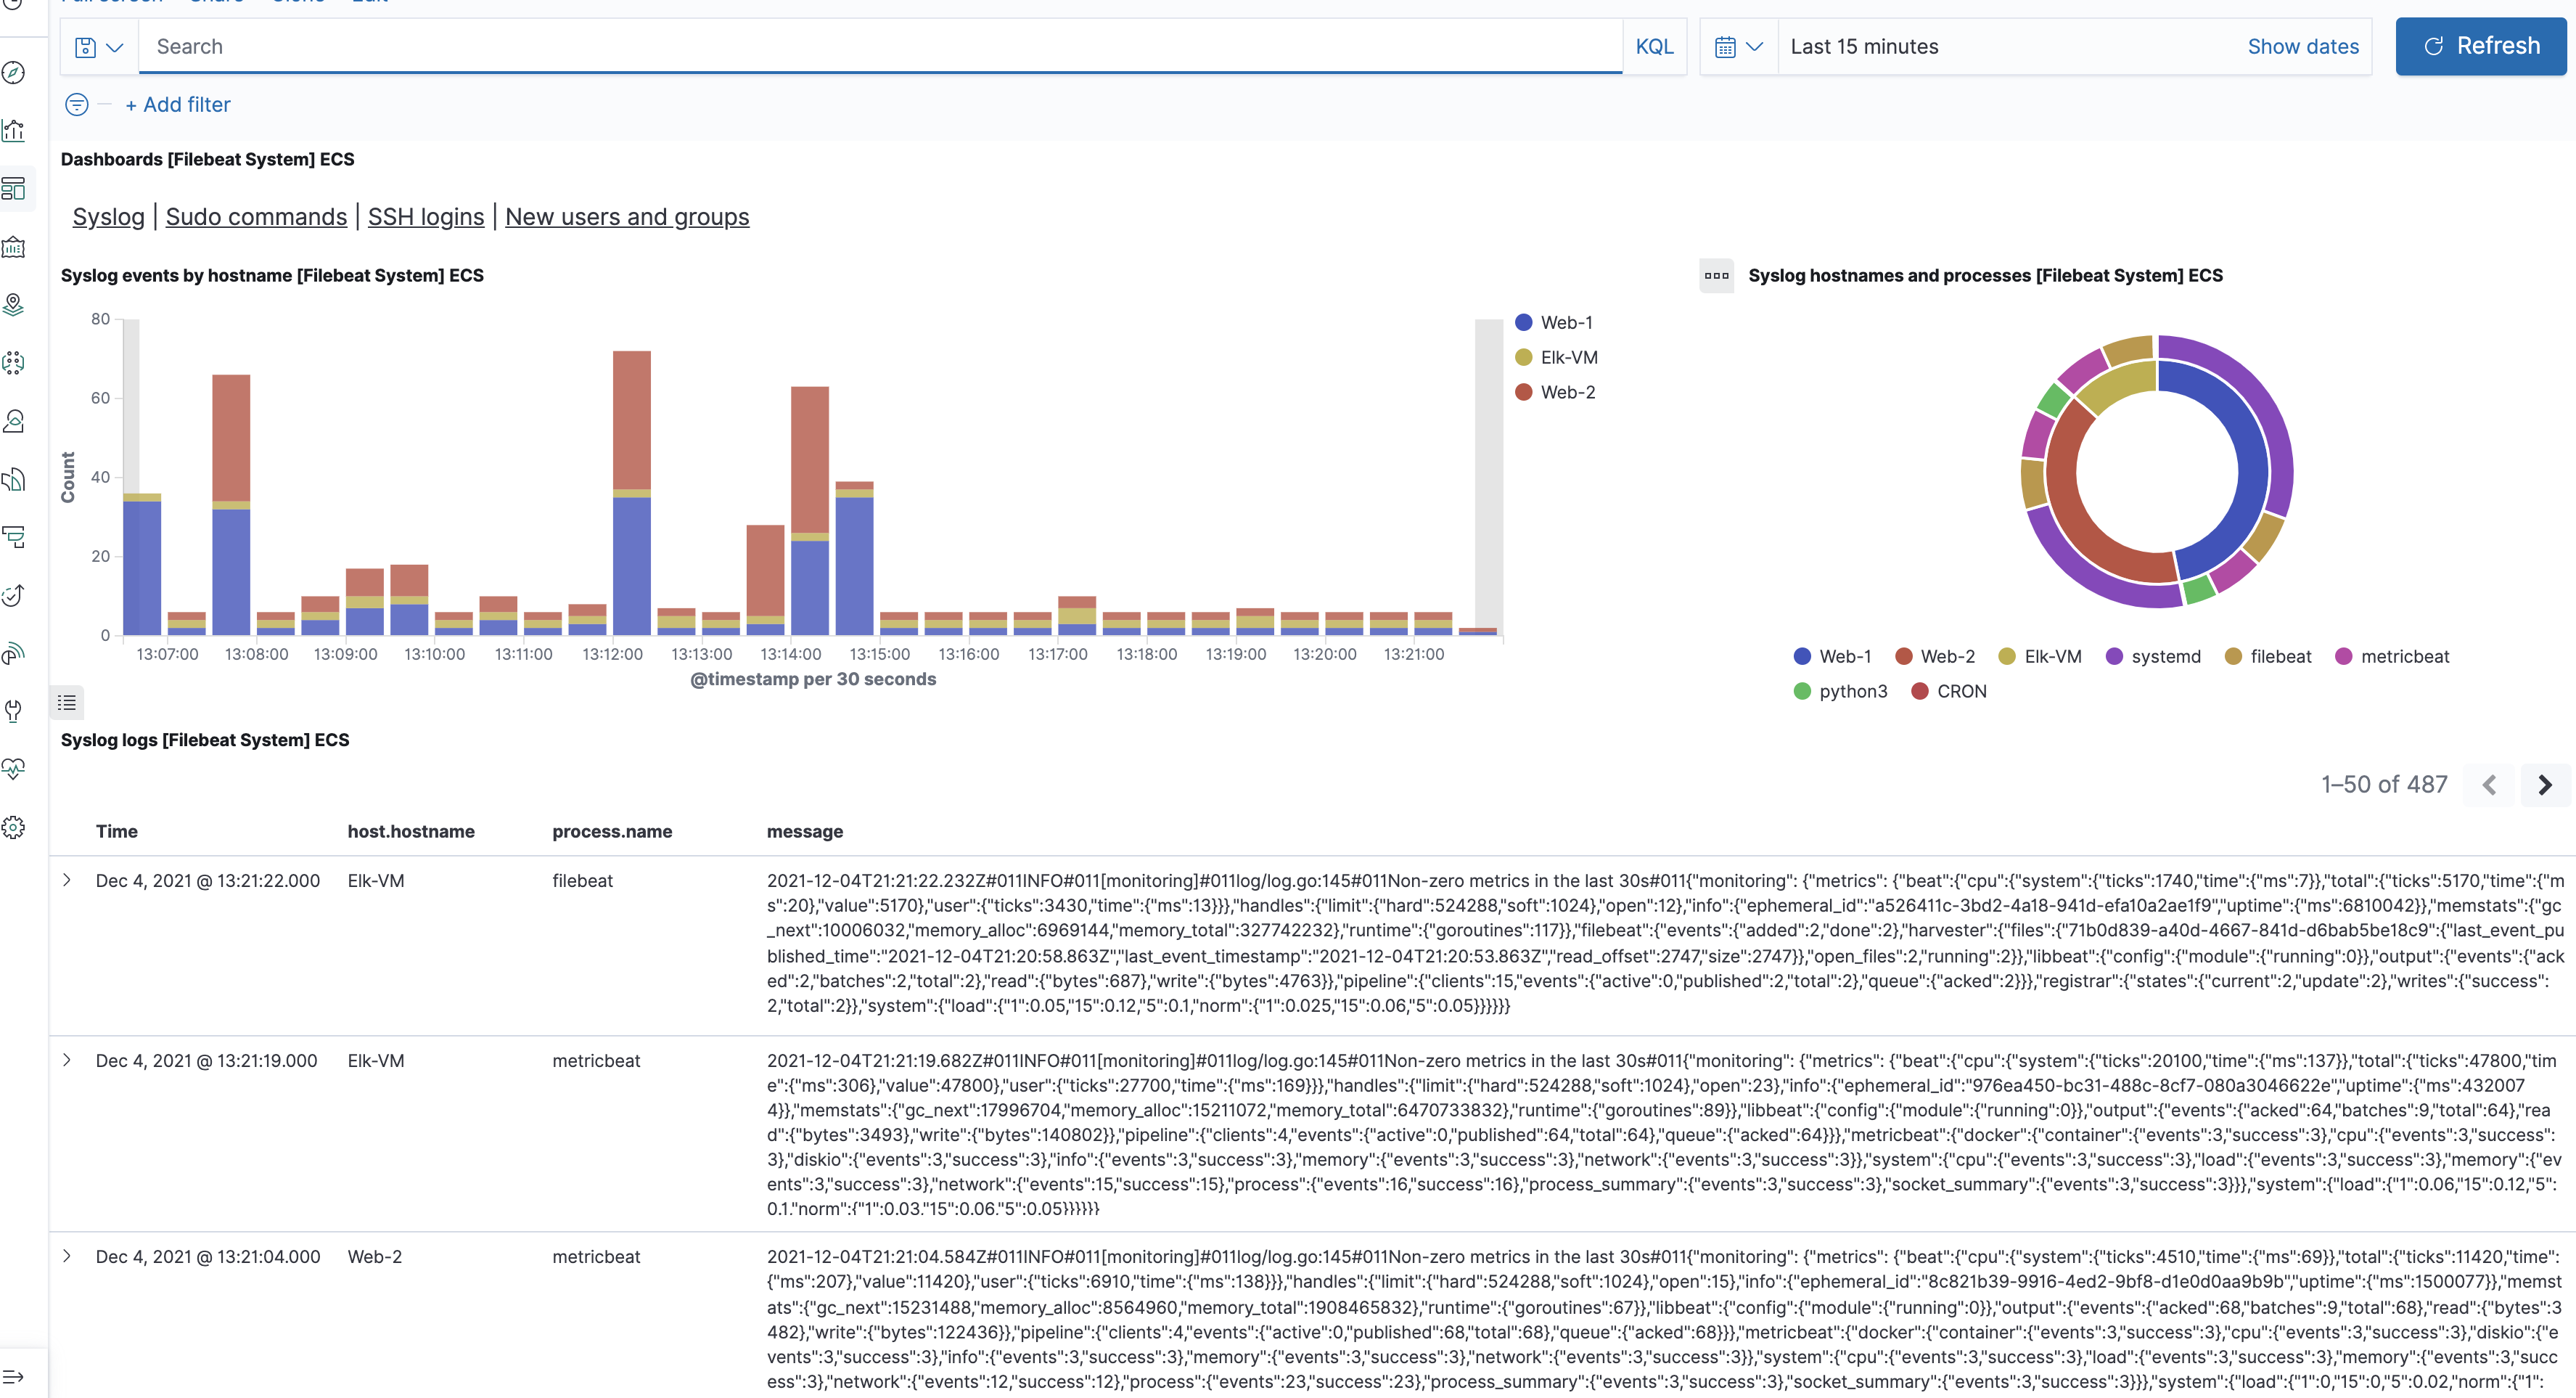 Full screen Share Clone Edit
Search
KQL
Last 15 minutes
Show dates
Refresh
+ Add filter
Dashboards [Filebeat System] ECS
Syslog | Sudo commands | SSH logins | New users and groups
Syslog events by hostname [Filebeat System] ECS
80
60
40
20
0
Count
13:07:00 13:08:00 13:09:00 13:10:00 13:11:00 13:12:00 13:13:00 13:14:00 13:15:00 13:16:00 13:17:00 13:18:00 13:19:00 13:20:00 13:21:00
@timestamp per 30 seconds
Web-1
Elk-VM
Web-2
Syslog hostnames and processes [Filebeat System] ECS
Web-1 Web-2 Elk-VM systemd filebeat metricbeat
python3 CRON
Syslog logs [Filebeat System] ECS
1–50 of 487
Time host.hostname process.name message
Dec 4, 2021 @ 13:21:22.000 Elk-VM filebeat 2021-12-04T21:21:22.232Z#011INFO#011[monitoring]#011log/log.go:145#011Non-zero metrics in the last 30s#011{"monitoring": {"metrics": {"beat":{"cpu":{"system":{"ticks":1740,"time":{"ms":7}},"total":{"ticks":5170,"time":{"m
s":20},"value":5170},"user":{"ticks":3430,"time":{"ms":13}}},"handles":{"limit":{"hard":524288,"soft":1024},"open":12},"info":{"ephemeral_id":"a526411c-3bd2-4a18-941d-efa10a2ae1f9","uptime":{"ms":6810042}},"memstats":{"gc
_next":10006032,"memory_alloc":6969144,"memory_total":327742232},"runtime":{"goroutines":117}},"filebeat":{"events":{"added":2,"done":2},"harvester":{"files":{"71b0d839-a40d-4667-841d-d6bab5be18c9":{"last_event_pu
blished_time":"2021-12-04T21:20:58.863Z","last_event_timestamp":"2021-12-04T21:20:53.863Z","read_offset":2747,"size":2747}},"open_files":2,"running":2}},"libbeat":{"config":{"module":{"running":0}},"output":{"events":{"ack
ed":2,"batches":2,"total":2},"read":{"bytes":687},"write":{"bytes":4763}},"pipeline":{"clients":15,"events":{"active":0,"published":2,"total":2},"queue":{"acked":2}}},"registrar":{"states":{"current":2,"update":2},"writes":{"success":
2,"total":2}},"system":{"load":{"1":0.05,"15":0.12,"5":0.1,"norm":{"1":0.025,"15":0.06,"5":0.05}}}}}}
Dec 4, 2021 @ 13:21:19.000 Elk-VM metricbeat 2021-12-04T21:21:19.682Z#011INFO#011[monitoring]#011log/log.go:145#011Non-zero metrics in the last 30s#011{"monitoring": {"metrics": {"beat":{"cpu":{"system":{"ticks":20100,"time":{"ms":137}},"total":{"ticks":47800,"tim
e":{"ms":306},"value":47800},"user":{"ticks":27700,"time":{"ms":169}}},"handles":{"limit":{"hard":524288,"soft":1024},"open":23},"info":{"ephemeral_id":"976ea450-bc31-488c-8cf7-080a3046622e","uptime":{"ms":432007
4}},"memstats":{"gc_next":17996704,"memory_alloc":15211072,"memory_total":6470733832},"runtime":{"goroutines":89}},"libbeat":{"config":{"module":{"running":0}},"output":{"events":{"acked":64,"batches":9,"total":64},"rea
d":{"bytes":3493},"write":{"bytes":140802}},"pipeline":{"clients":4,"events":{"active":0,"published":64,"total":64},"queue":{"acked":64}}},"metricbeat":{"docker":{"container":{"events":3,"success":3},"cpu":{"events":3,"success":
3},"diskio":{"events":3,"success":3},"info":{"events":3,"success":3},"memory":{"events":3,"success":3},"network":{"events":3,"success":3}},"system":{"cpu":{"events":3,"success":3},"load":{"events":3,"success":3},"memory":{"ev
ents":3,"success":3},"network":{"events":15,"success":15},"process":{"events":16,"success":16},"process_summary":{"events":3,"success":3},"socket_summary":{"events":3,"success":3}}},"system":{"load":{"1":0.06,"15":0.12,"5":
0.1,"norm":{"1":0.03,"15":0.06,"5":0.05}}}}}}
Dec 4, 2021 @ 13:21:04.000 Web-2 metricbeat 2021-12-04T21:21:04.584Z#011INFO#011[monitoring]#011log/log.go:145#011Non-zero metrics in the last 30s#011{"monitoring": {"metrics": {"beat":{"cpu":{"system":{"ticks":4510,"time":{"ms":69}},"total":{"ticks":11420,"time":
{"ms":207},"value":11420},"user":{"ticks":6910,"time":{"ms":138}}},"handles":{"limit":{"hard":524288,"soft":1024},"open":15},"info":{"ephemeral_id":"8c821b39-9916-4ed2-9bf8-d1e0d0aa9b9b","uptime":{"ms":1500077}},"memst
ats":{"gc_next":15231488,"memory_alloc":8564960,"memory_total":1908465832},"runtime":{"goroutines":67}},"libbeat":{"config":{"module":{"running":0}},"output":{"events":{"acked":68,"batches":9,"total":68},"read":{"bytes":3
482},"write":{"bytes":122436}},"pipeline":{"clients":4,"events":{"active":0,"published":68,"total":68},"queue":{"acked":68}}},"metricbeat":{"docker":{"container":{"events":3,"success":3},"cpu":{"events":3,"success":3},"diskio":{"e
vents":3,"success":3},"info":{"events":3,"success":3},"memory":{"events":3,"success":3},"network":{"events":3,"success":3}},"system":{"cpu":{"events":3,"success":3},"load":{"events":3,"success":3},"memory":{"events":3,"succ
ess":3},"network":{"events":12,"success":12},"process":{"events":23,"success":23},"process_summary":{"events":3,"success":3},"socket_summary":{"events":3,"success":3}}},"system":{"load":{"1":0,"15":0,"5":0.02,"norm":{"1":